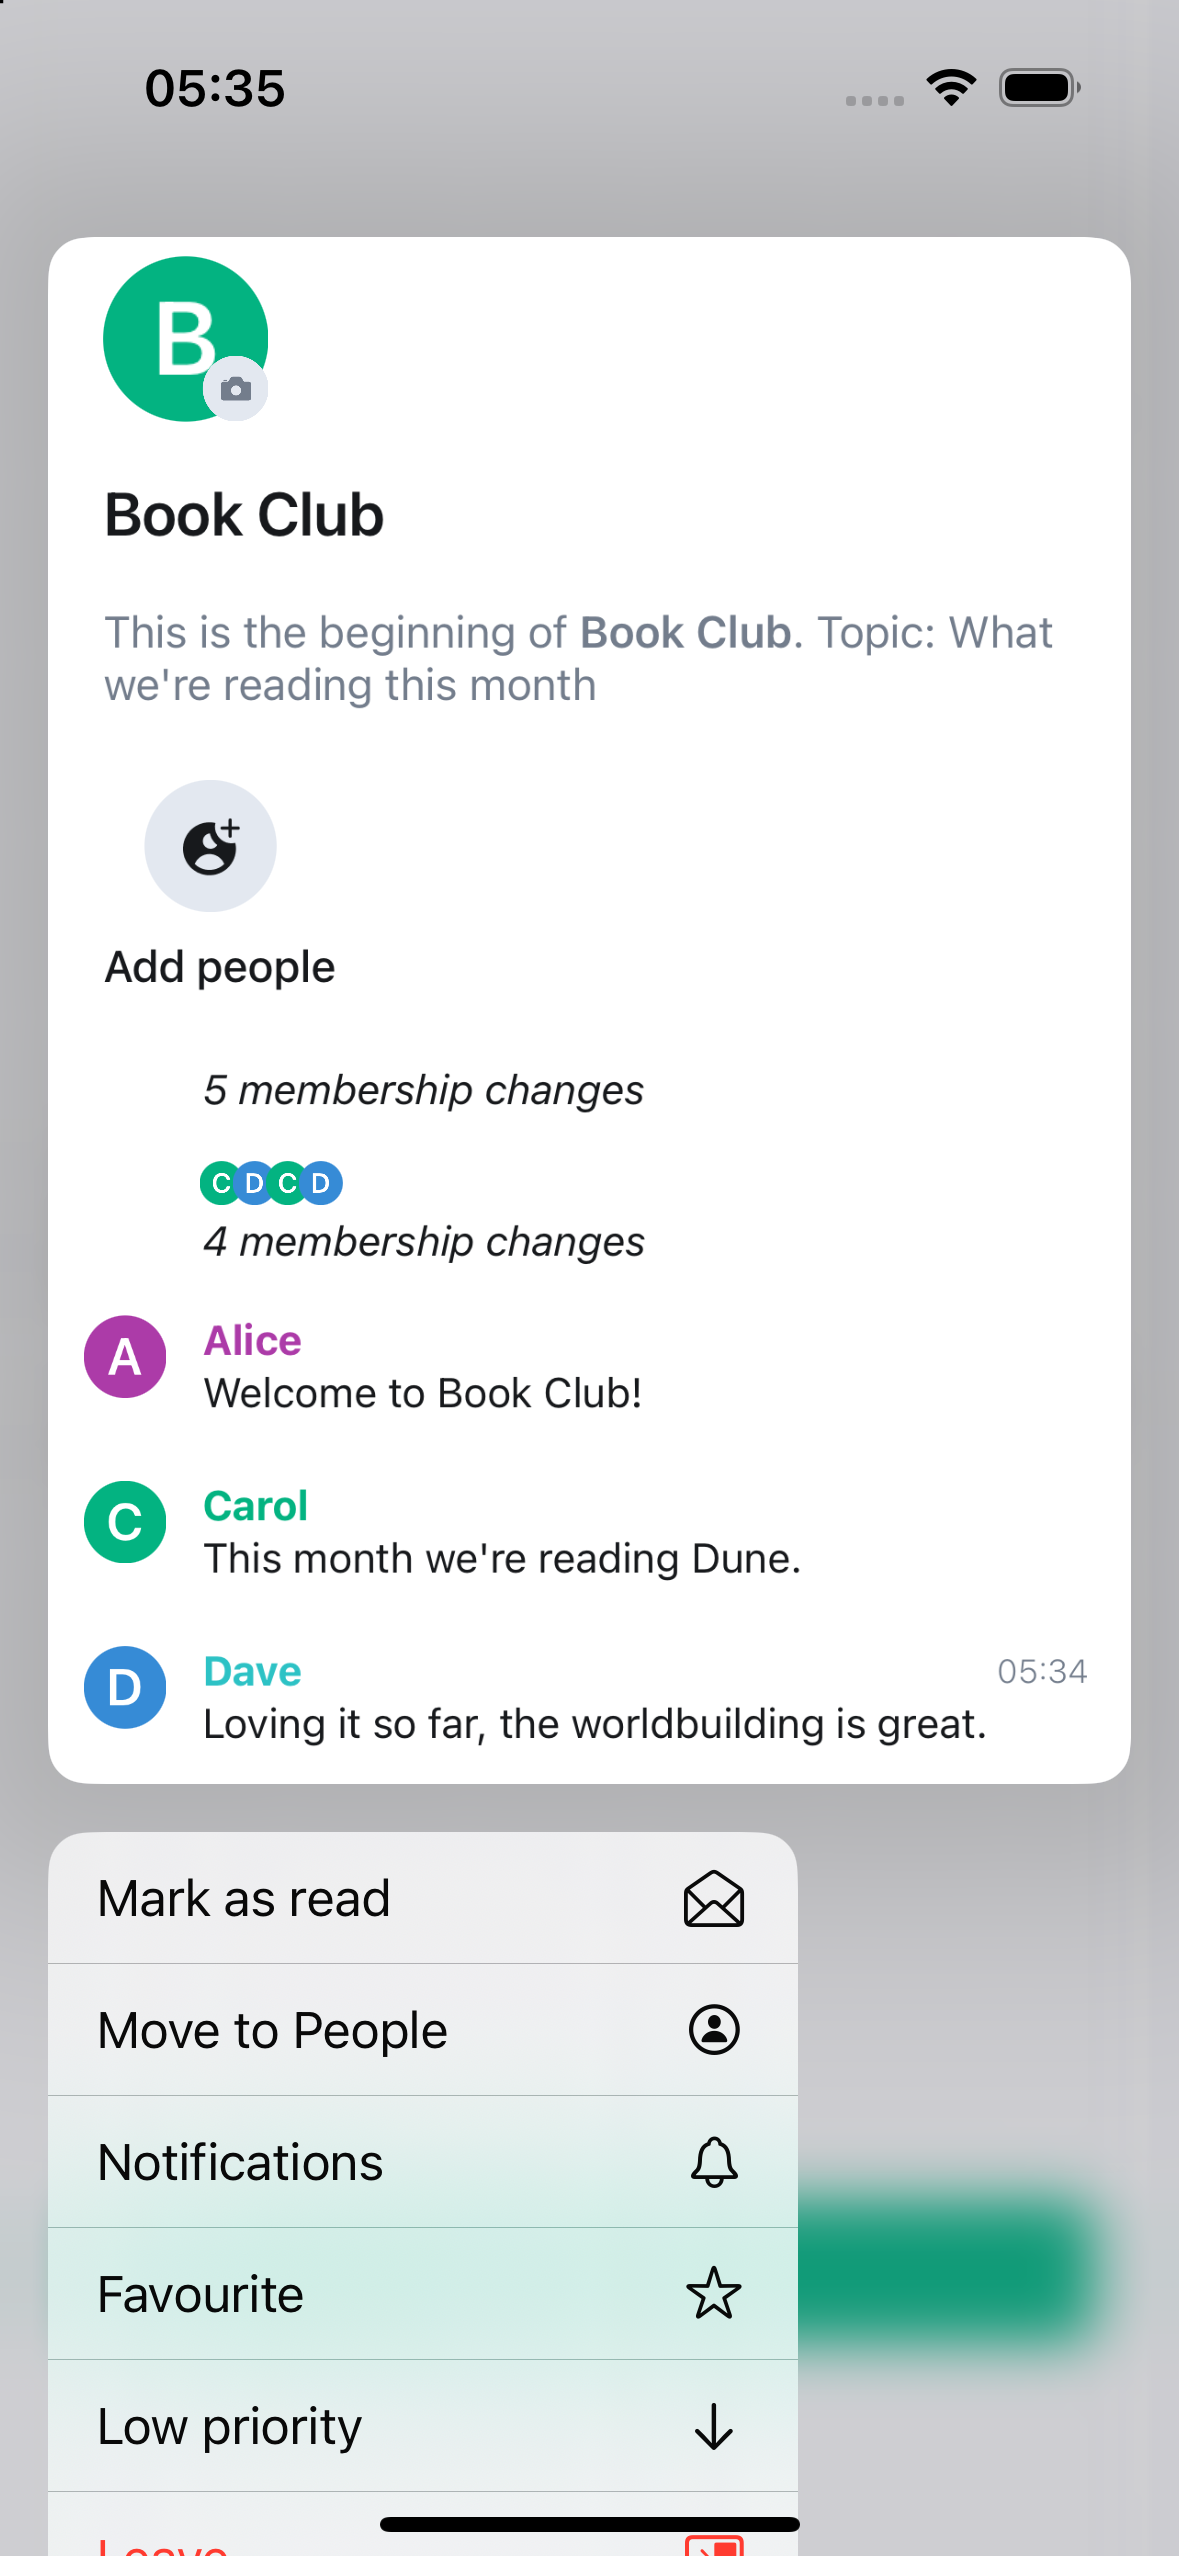 05:35
B
Book Club
This is the beginning of Book Club. Topic: What
we're reading this month
Add people
5 membership changes
C D C D
4 membership changes
A
Alice
Welcome to Book Club!
C
Carol
This month we're reading Dune.
D
Dave
05:34
Loving it so far, the worldbuilding is great.
Mark as read
Move to People
Notifications
Favourite
Low priority
Leave